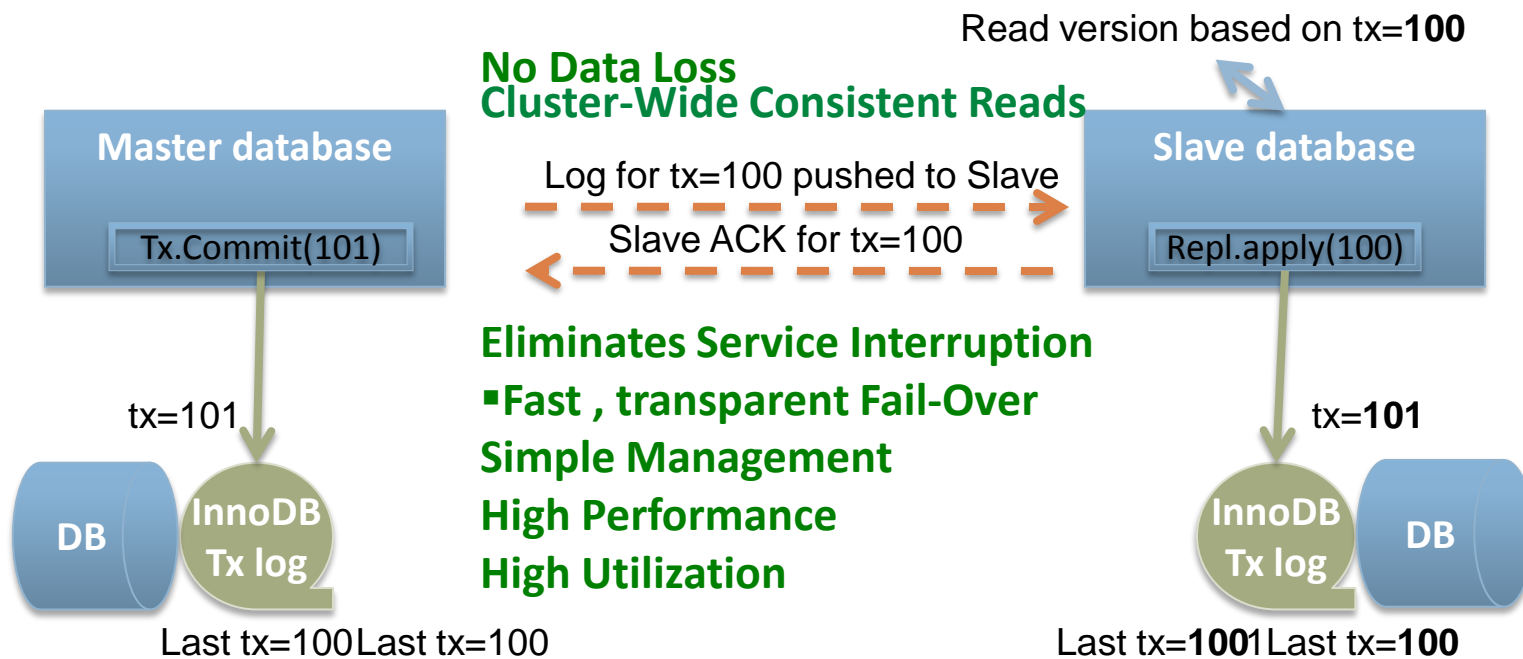 Read version based on tx=100
No Data Loss
Cluster-Wide Consistent Reads
Master database
Slave database
Log for tx=100 pushed to Slave
Slave ACK for tx=100
Tx.Commit(101)
Repl.apply(100)
Eliminates Service Interruption
▪Fast , transparent Fail-Over
tx=101
tx=101
Simple Management
High Performance
High Utilization
DB
InnoDB
Tx log
InnoDB
Tx log
DB
Last tx=100Last tx=100
Last tx=1001Last tx=100